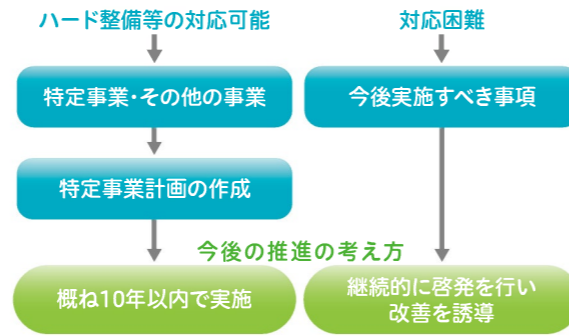 ハード整備等の対応可能
対応困難
特定事業・その他の事業
今後実施すべき事項
特定事業計画の作成
今後の推進の考え方
概ね10年以内で実施
継続的に啓発を行い
改善を誘導